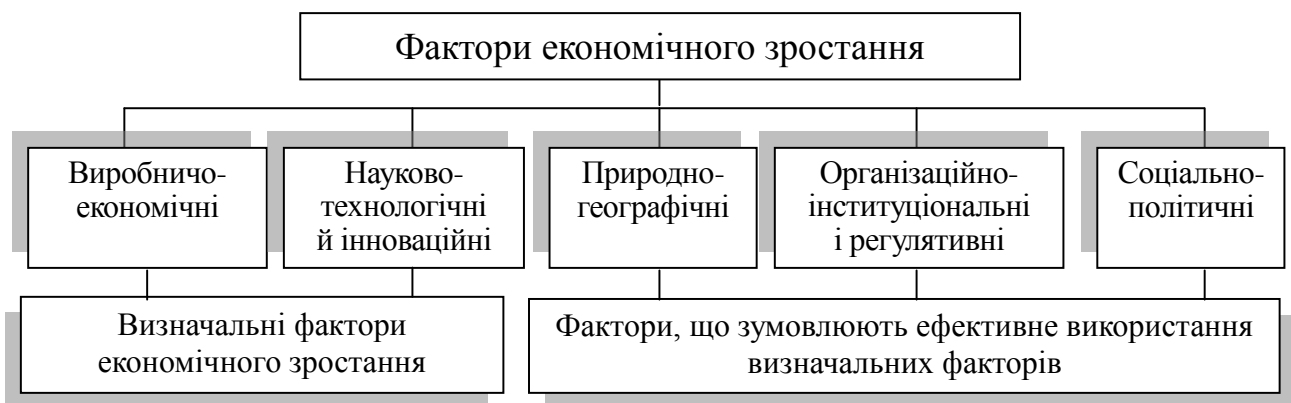 Фактори економічного зростання
Виробничо-
економічні
Науково-
технологічні
й інноваційні
Природно-
географічні
Організаційно-
інституціональні
і регулятивні
Соціально-
політичні
Визначальні фактори
економічного зростання
Фактори, що зумовлюють ефективне використання
визначальних факторів